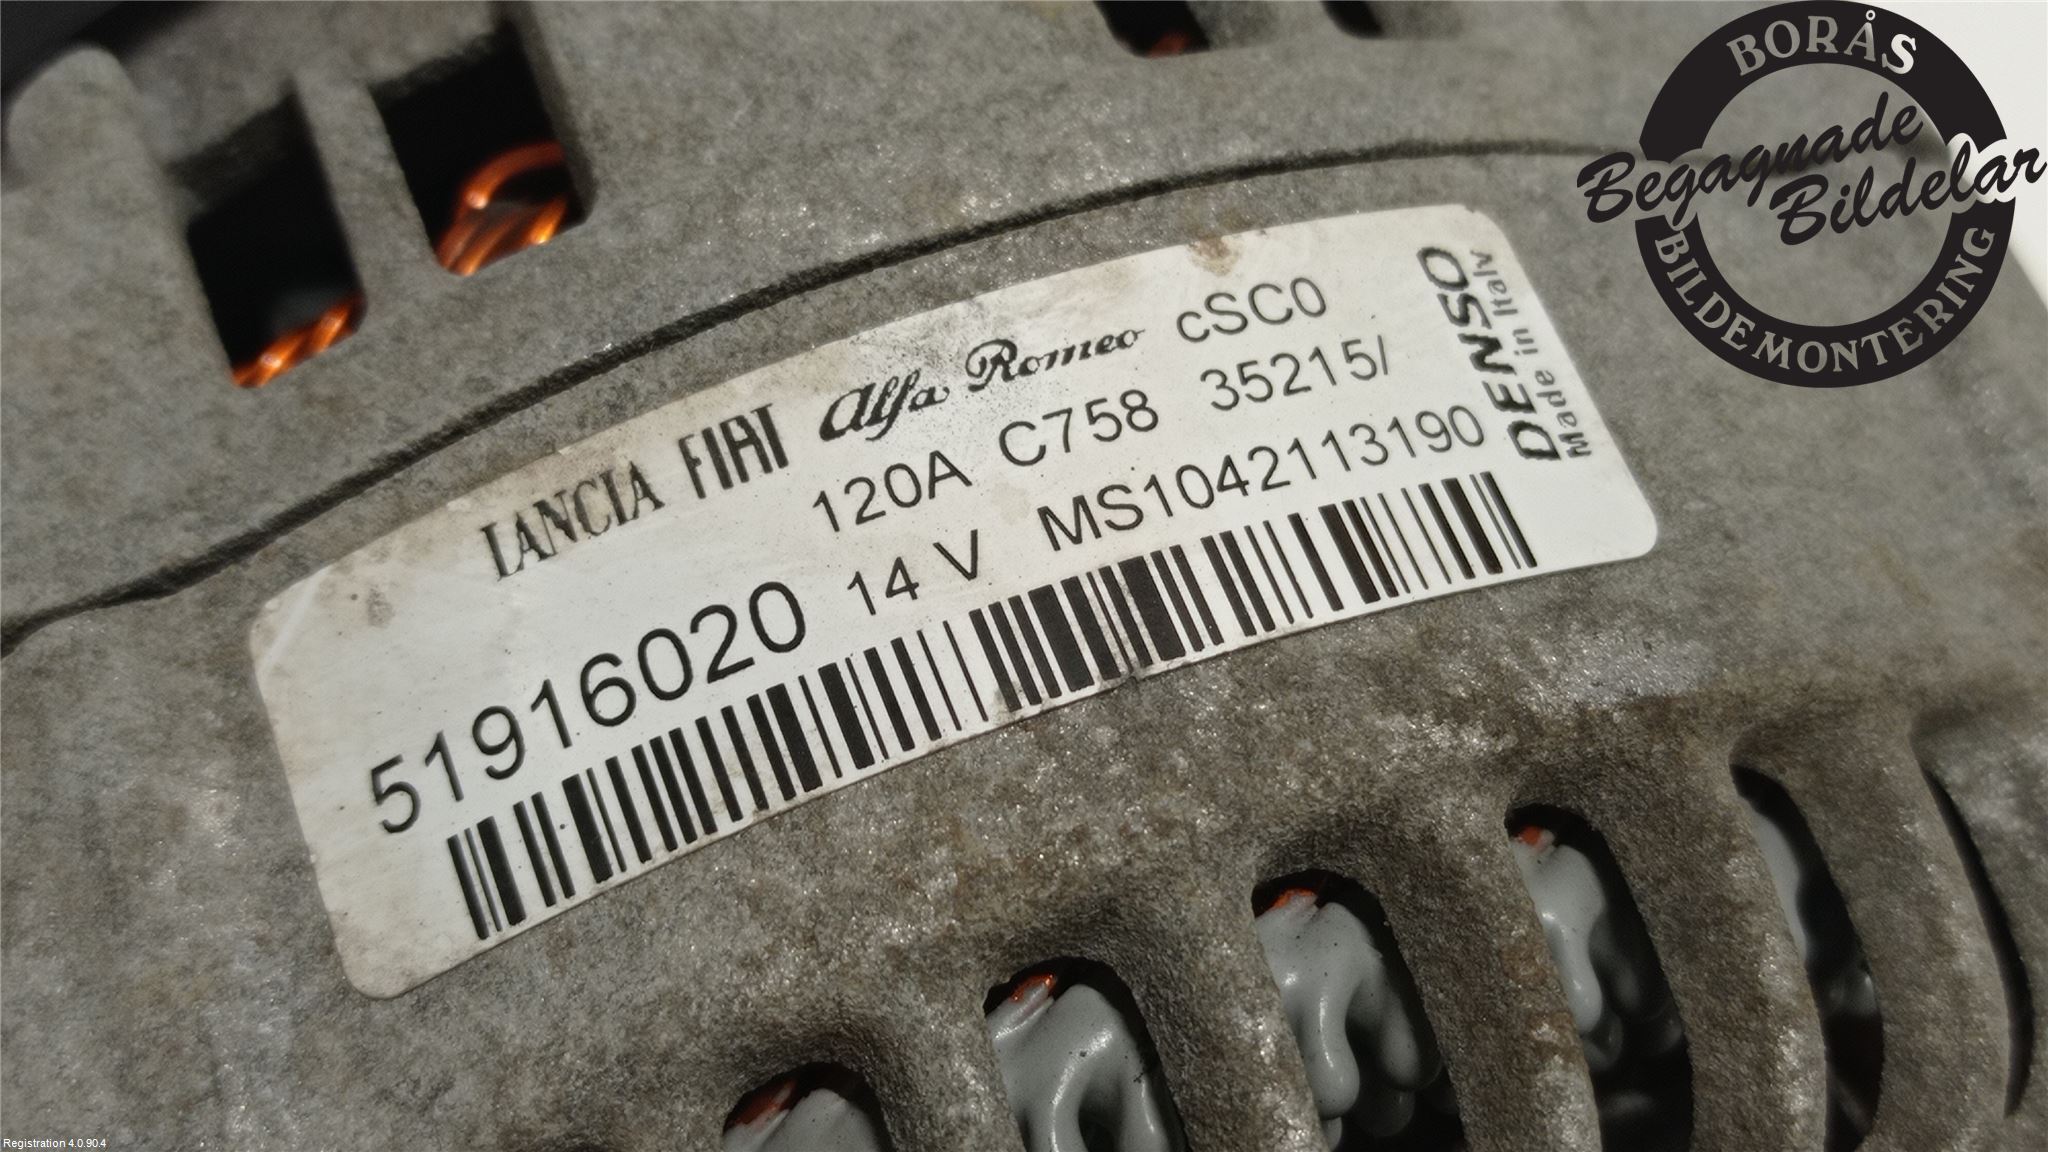 BORÅS
Begagnade
Bildelar
BILDEMONTERING
LANCIA FIAT Alfa Romeo cSC0
120A C758 35215/
51916020 14 V MS1042113190
DENSO
Made in Italy
Registration 4.0.90.4